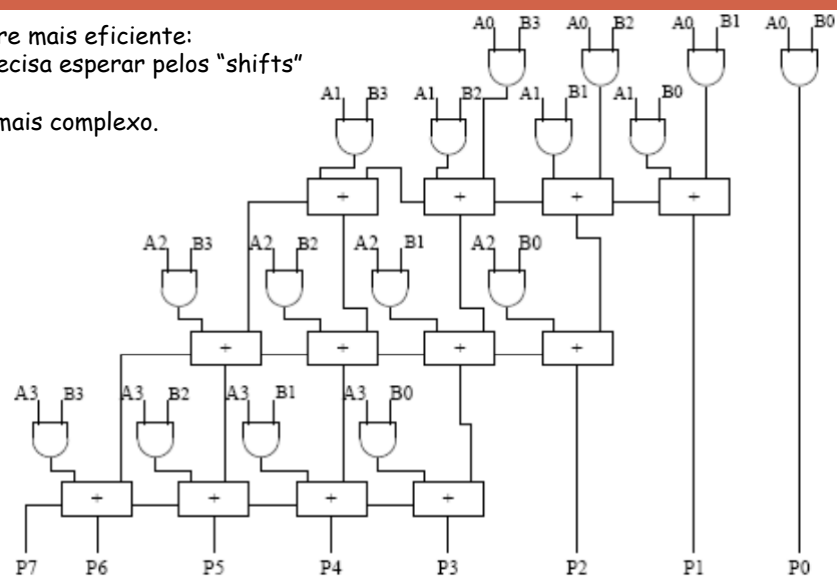 re mais eficiente:
ecisa esperar pelos “shifts”
mais complexo.
A0 B3 A0 B2 A0 B1 A0 B0
A1 B3 A1 B2 A1 B1 A1 B0
+ + + +
A2 B3 A2 B2 A2 B1 A2 B0
+ + + +
A3 B3 A3 B2 A3 B1 A3 B0
+ + + +
P7 P6 P5 P4 P3 P2 P1 P0